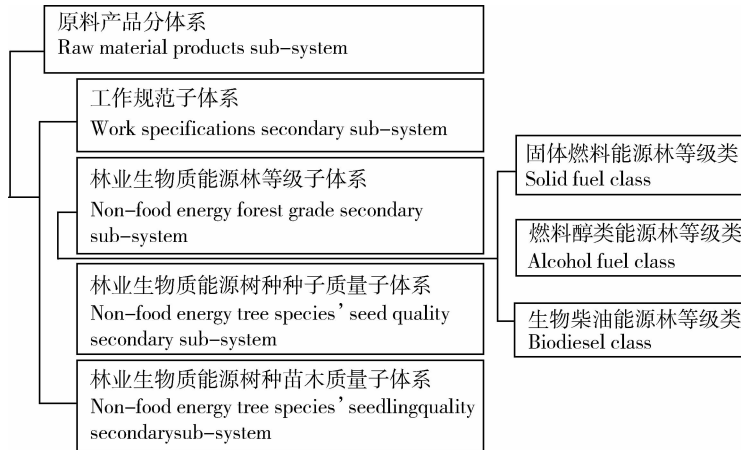 原料产品分体系
Raw material products sub-system
工作规范子体系
Work specifications secondary sub-system
林业生物质能源林等级子体系
Non-food energy forest grade secondary
sub-system
林业生物质能源树种种子质量子体系
Non-food energy tree species’ seed quality
secondary sub-system
林业生物质能源树种苗木质量子体系
Non-food energy tree species’ seedlingquality
secondarysub-system
固体燃料能源林等级类
Solid fuel class
燃料醇类能源林等级类
Alcohol fuel class
生物柴油能源林等级类
Biodiesel class